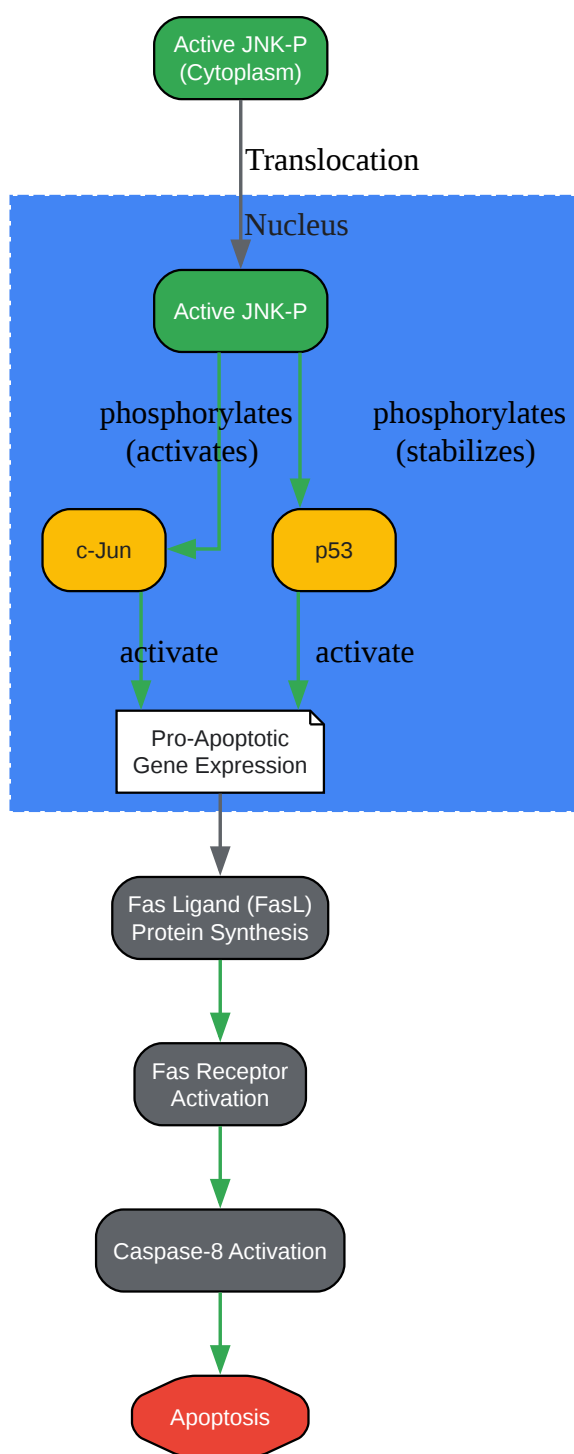 Active JNK-P
(Cytoplasm)
Translocation
Nucleus
Active JNK-P
phosphorylates
(activates)
phosphorylates
(stabilizes)
c-Jun
p53
activate
activate
Pro-Apoptotic
Gene Expression
Fas Ligand (FasL)
Protein Synthesis
Fas Receptor
Activation
Caspase-8 Activation
Apoptosis